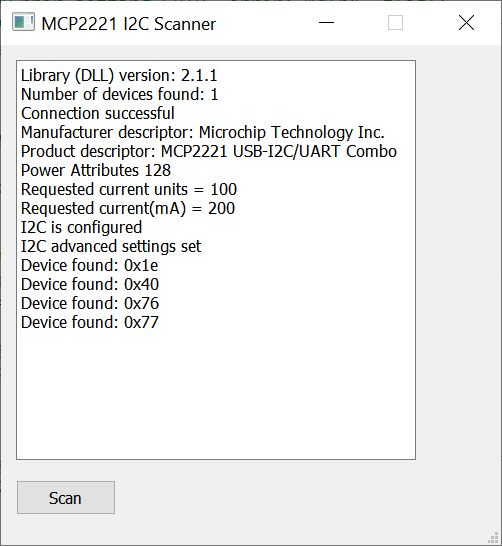 MCP2221 I2C Scanner
Library (DLL) version: 2.1.1
Number of devices found: 1
Connection successful
Manufacturer descriptor: Microchip Technology Inc.
Product descriptor: MCP2221 USB-I2C/UART Combo
Power Attributes 128
Requested current units = 100
Requested current(mA) = 200
I2C is configured
I2C advanced settings set
Device found: 0x1e
Device found: 0x40
Device found: 0x76
Device found: 0x77
Scan